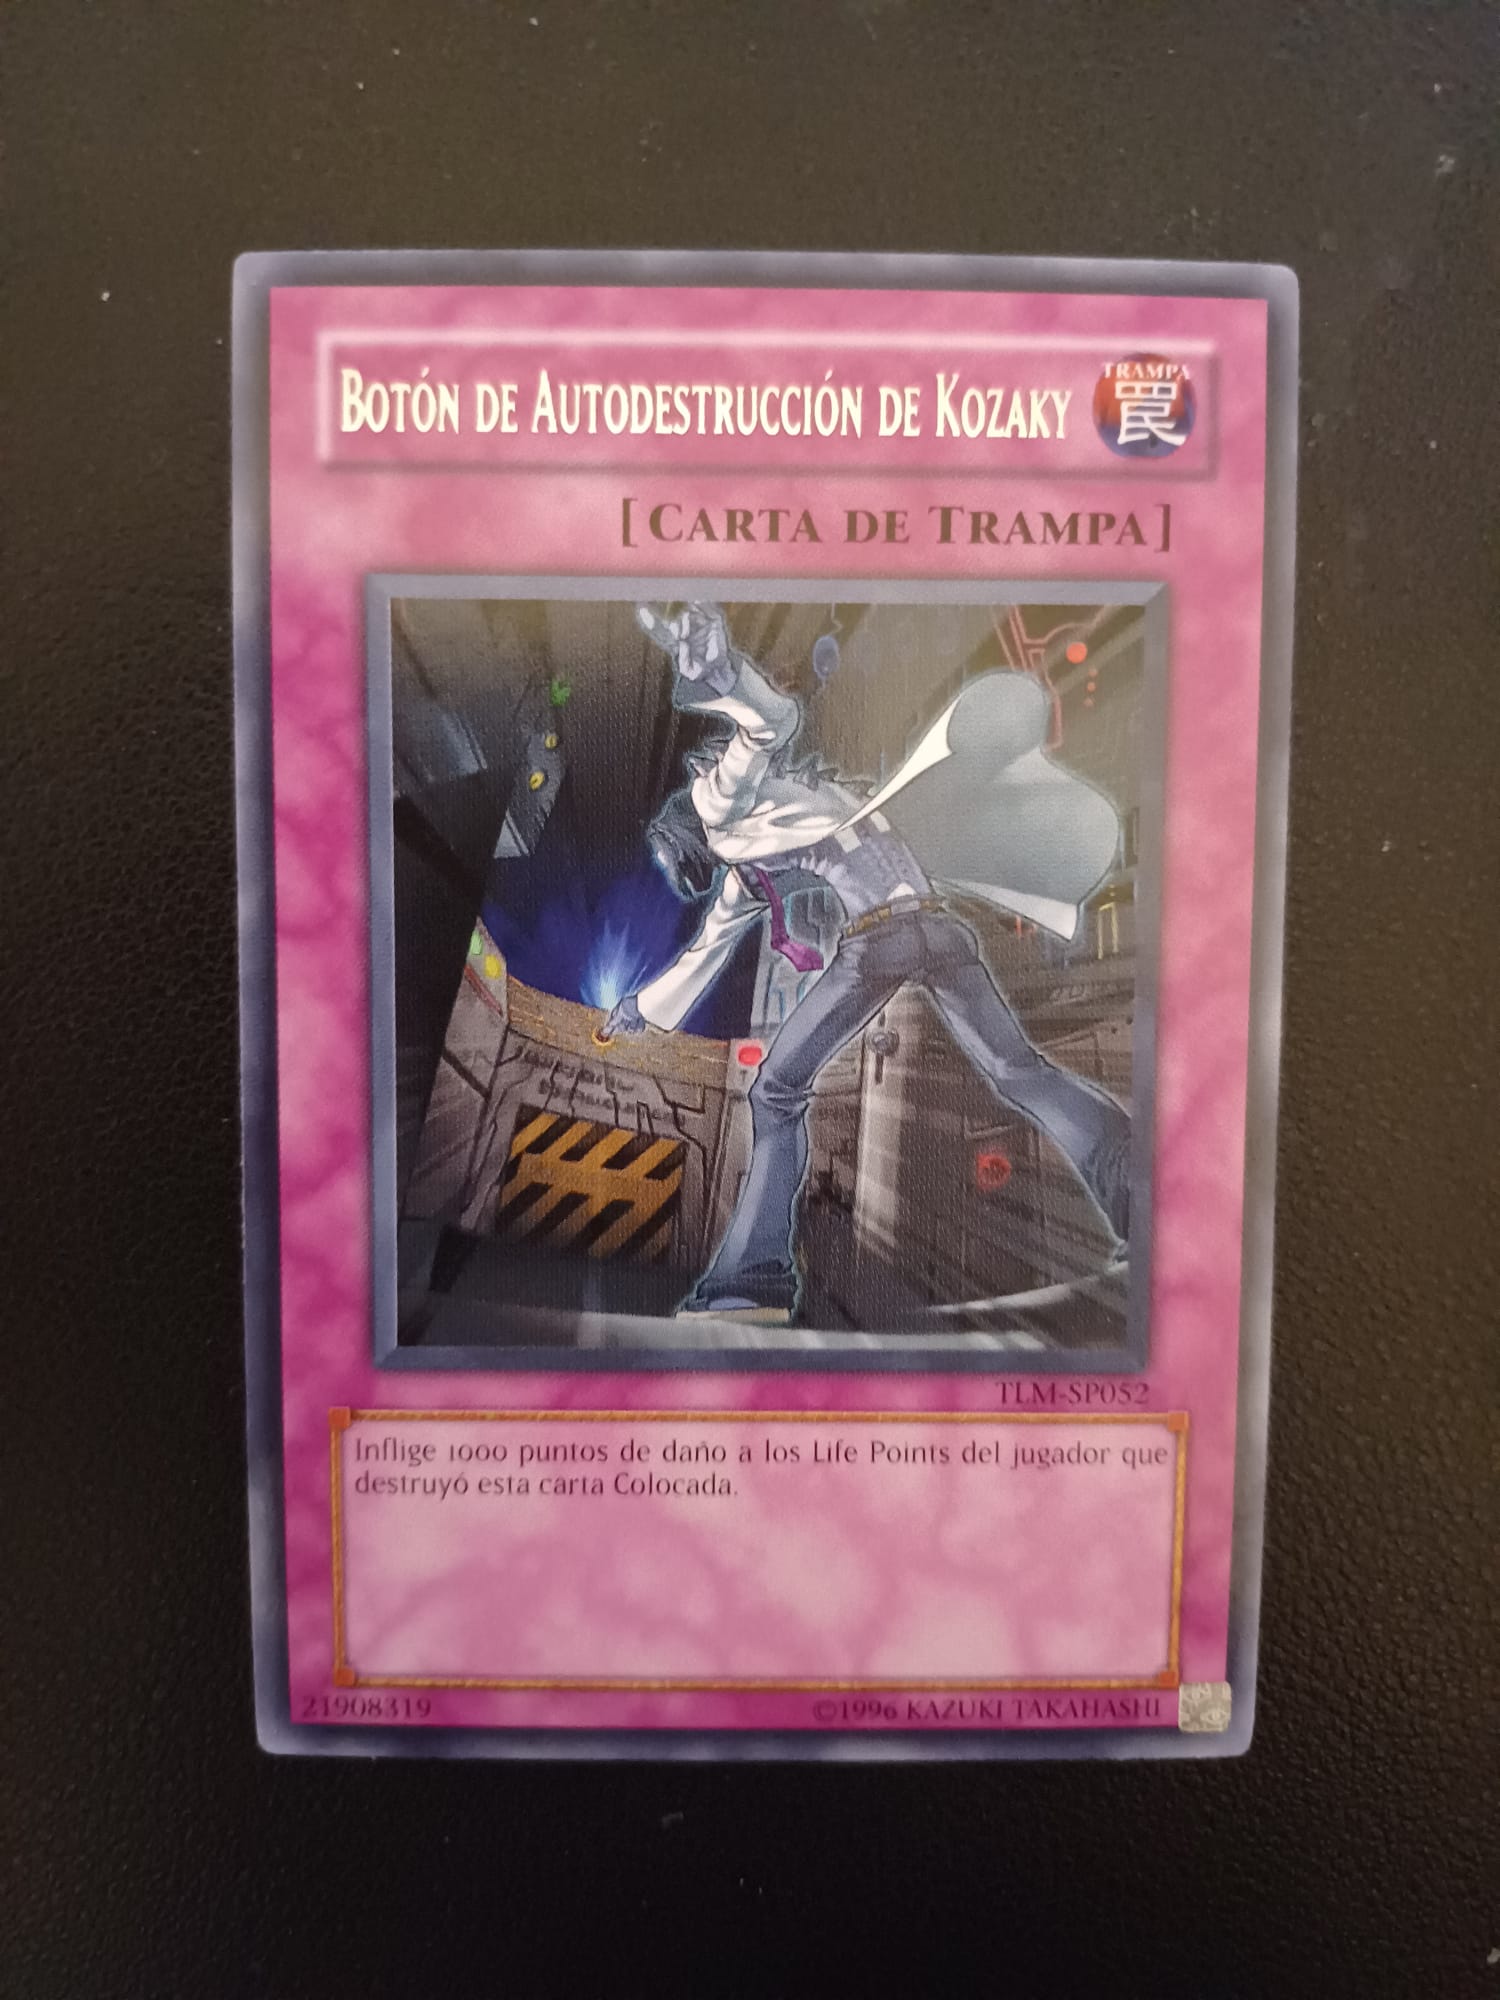 Botón de Autodestrucción de Kozaky
TRAMPA
罠
[Carta de Trampa]
TLM-SP052
Inflige 1000 puntos de daño a los Life Points del jugador que
destruyó esta carta Colocada.
21908319
©1996 KAZUKI TAKAHASHI